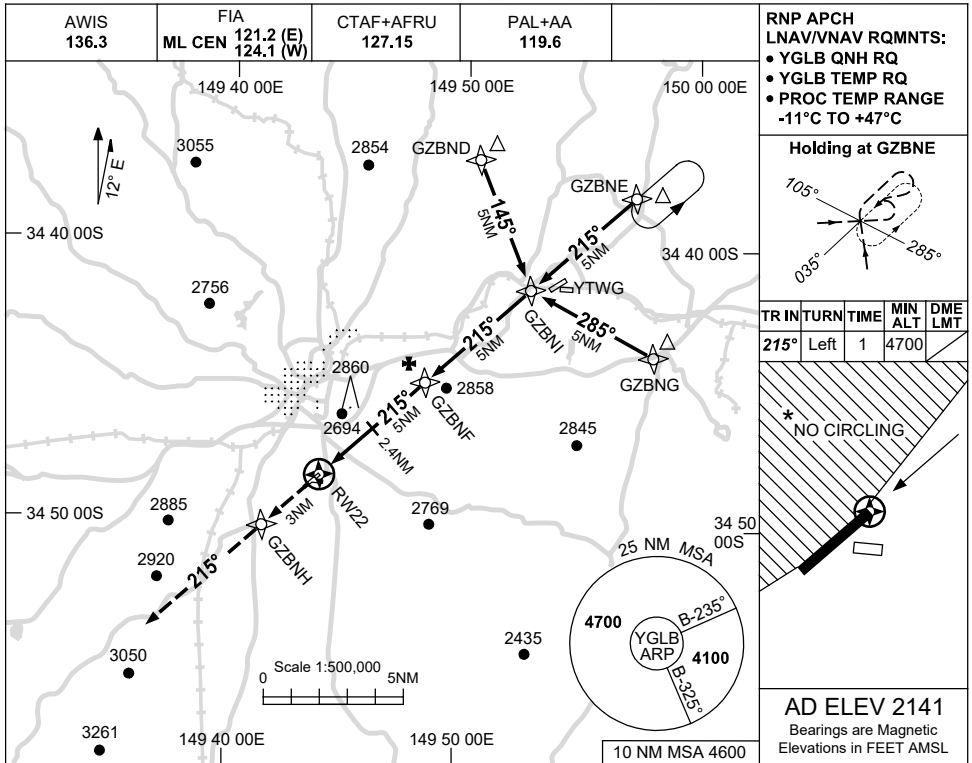 AWIS
136.3
FIA
ML CEN 121.2 (E)
124.1 (W)
CTAF+AFRU
127.15
PAL+AA
119.6
RNP APCH
LNAV/VNAV RQMNTS:
• YGLB QNH RQ
• YGLB TEMP RQ
• PROC TEMP RANGE
-11°C TO +47°C
149 40 00E
149 50 00E
150 00 00E
12° E
3055
2854
GZBND
GZBNE
145°
5NM
215°
5NM
34 40 00S
34 40 00S
YTWG
GZBNI
2756
215°
5NM
285°
5NM
GZBNG
2860
2858
GZBNF
2694
215°
5NM
2.4NM
2845
RW22
3NM
2885
2769
34 50 00S
34 50
00S
GZBNH
2920
215°
25 NM MSA
4700
B-235°
YGLB
ARP
4100
B-325°
3050
2435
Scale 1:500,000
0
5NM
3261
149 40 00E
149 50 00E
10 NM MSA 4600
Holding at GZBNE
105°
035°
285°
TR IN TURN TIME MIN ALT DME LMT
215° Left 1 4700
*
NO CIRCLING
AD ELEV 2141
Bearings are Magnetic
Elevations in FEET AMSL